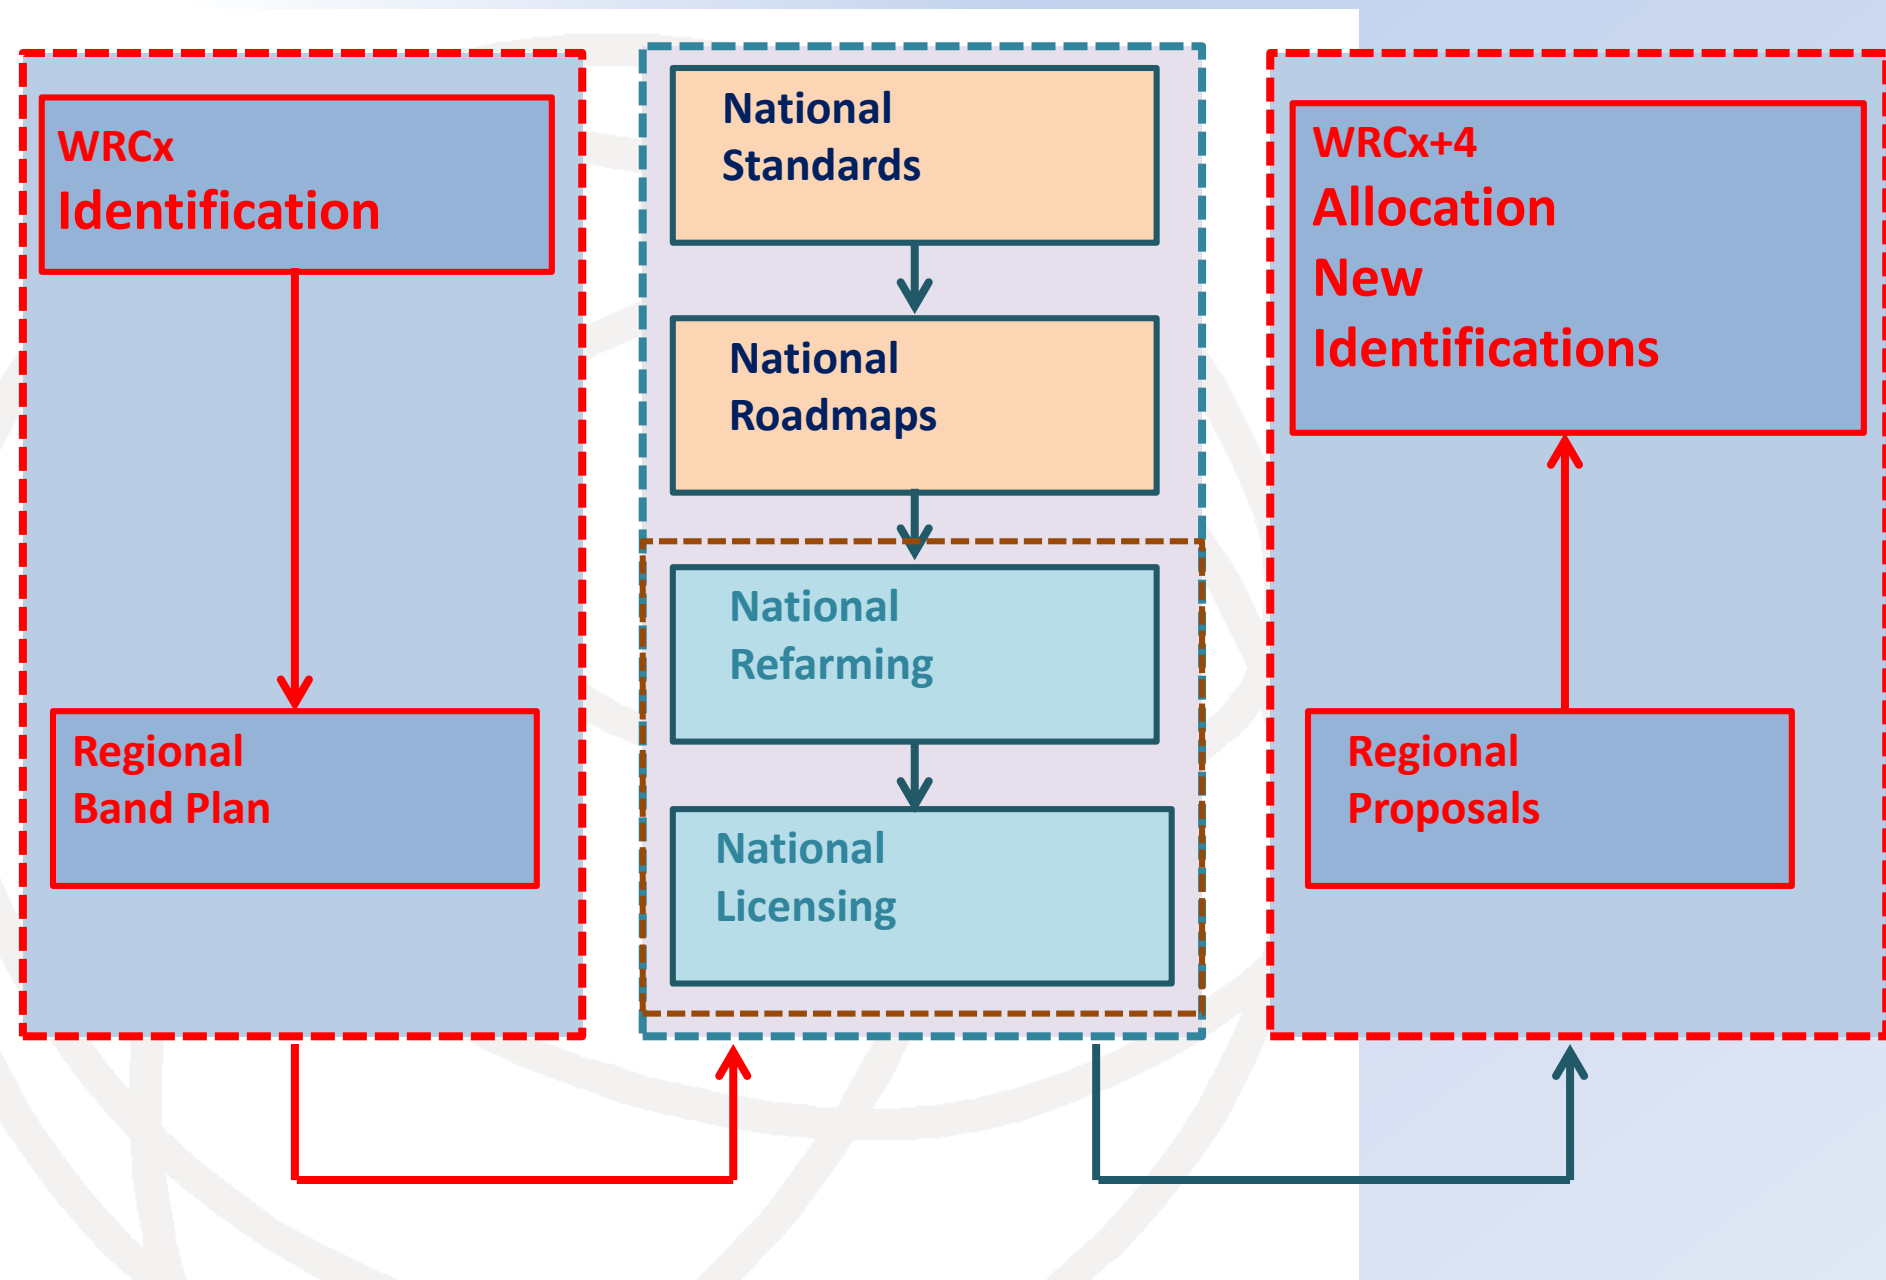 WRCx
Identification
Regional
Band Plan
National
Standards
National
Roadmaps
National
Refarming
National
Licensing
WRCx+4
Allocation
New
Identifications
Regional
Proposals